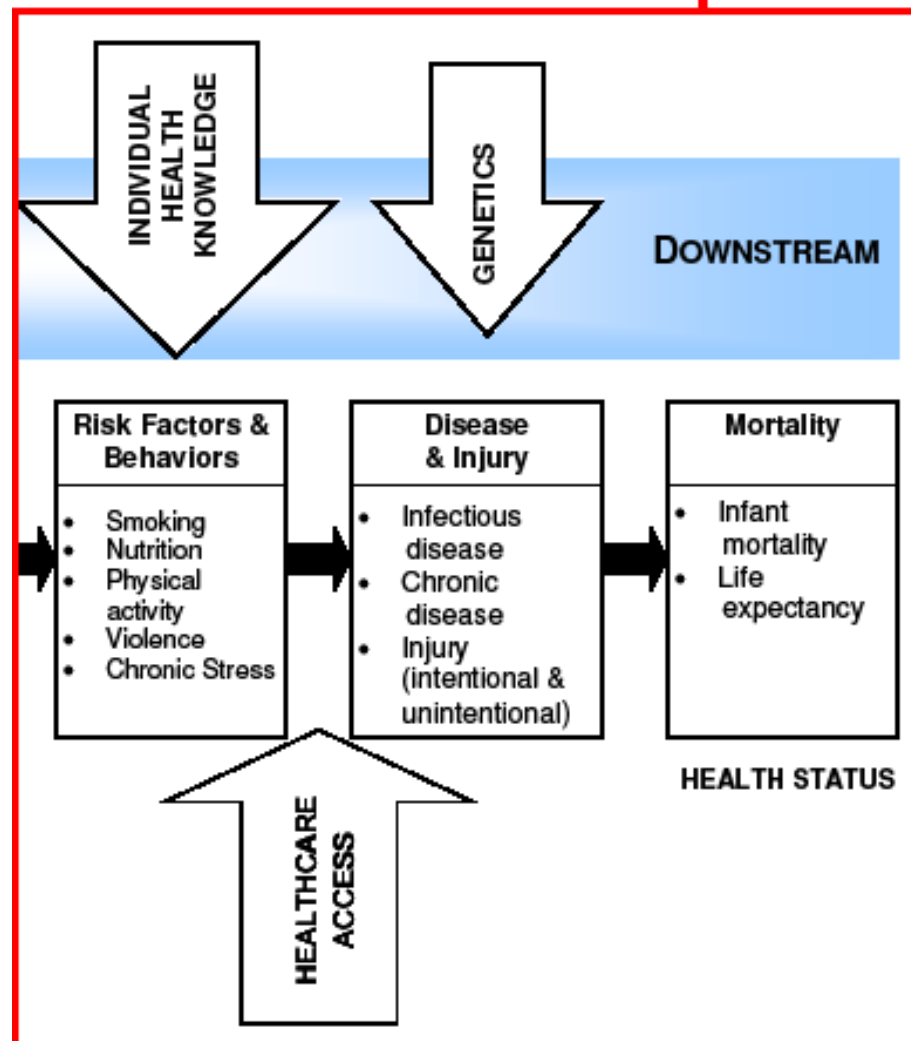 INDIVIDUAL
HEALTH
KNOWLEDGE
GENETICS
DOWNSTREAM
Risk Factors &
Behaviors
• Smoking
• Nutrition
• Physical
activity
• Violence
• Chronic Stress
Disease
& Injury
• Infectious
disease
• Chronic
disease
• Injury
(intentional &
unintentional)
Mortality
• Infant
mortality
• Life
expectancy
HEALTH STATUS
HEALTHCARE
ACCESS